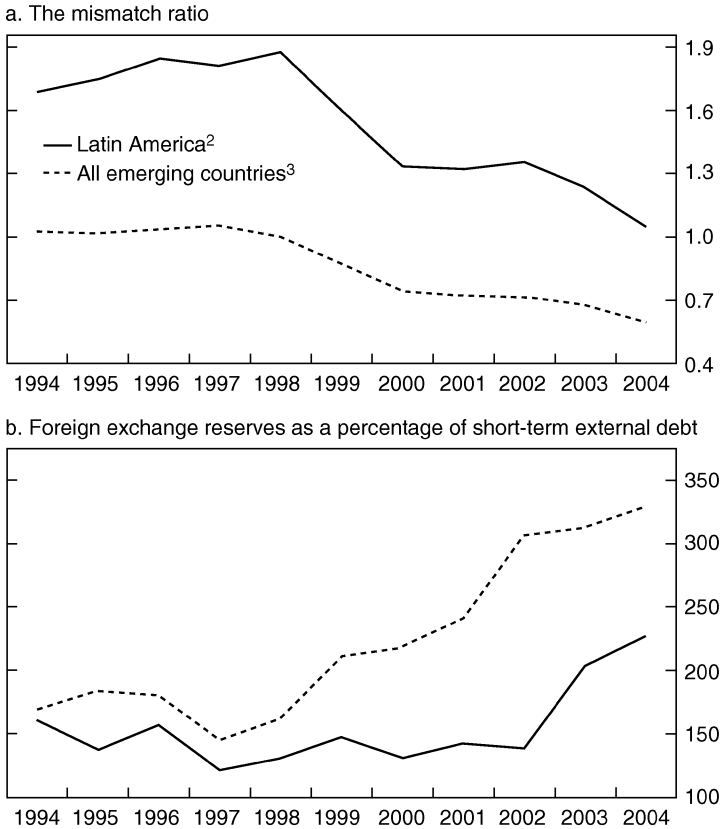 a. The mismatch ratio
1.9
1.6
Latin America²
All emerging countries³
1.3
1.0
0.7
0.4
1994 1995 1996 1997 1998 1999 2000 2001 2002 2003 2004
b. Foreign exchange reserves as a percentage of short-term external debt
350
300
250
200
150
100
1994 1995 1996 1997 1998 1999 2000 2001 2002 2003 2004